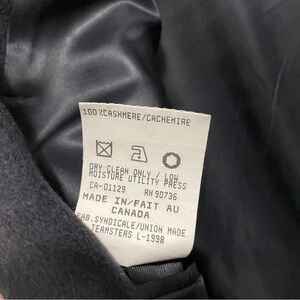 100%CASHMERE/CACHEMIRE
DRY CLEAN ONLY / LOW
MOISTURE UTILITY PRESS
CA-01129 RN 90736
MADE IN/FAIT AU
CANADA
FAB.SYNDICALE/UNION MADE
TEAMSTERS L-1998